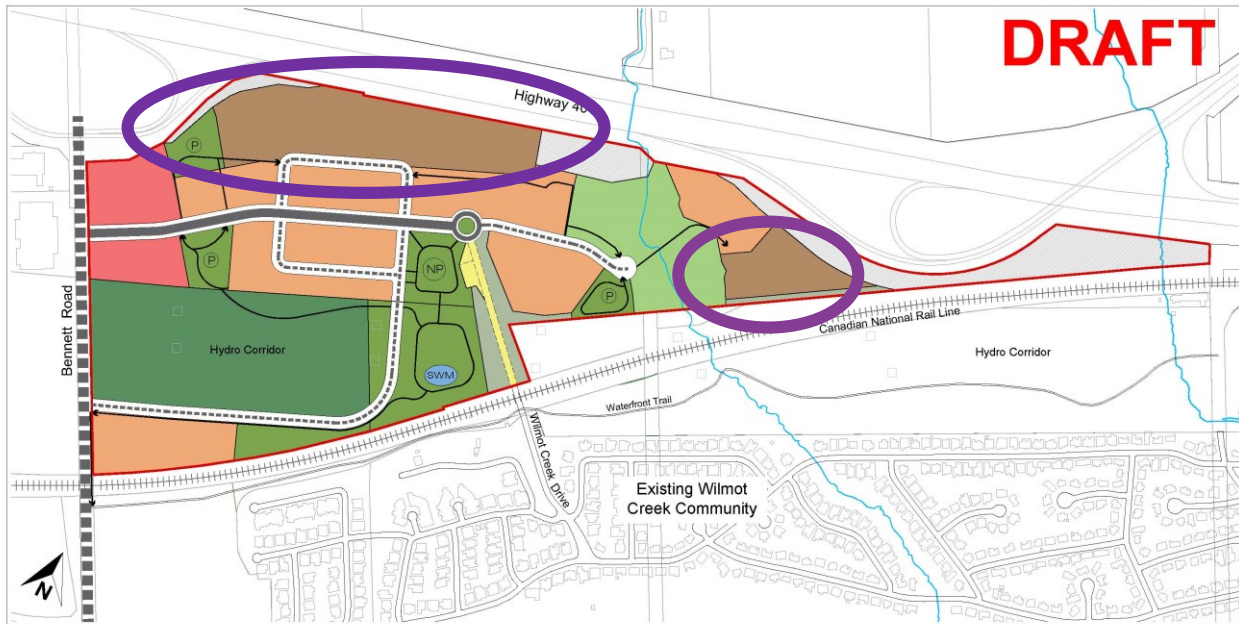 DRAFT
Highway 40
P
P
NP
P
Bennett Road
Hydro Corridor
SWM
Canadian National Rail Line
Hydro Corridor
Waterfront Trail
Wilmot Creek Drive
Existing Wilmot
Creek Community
N